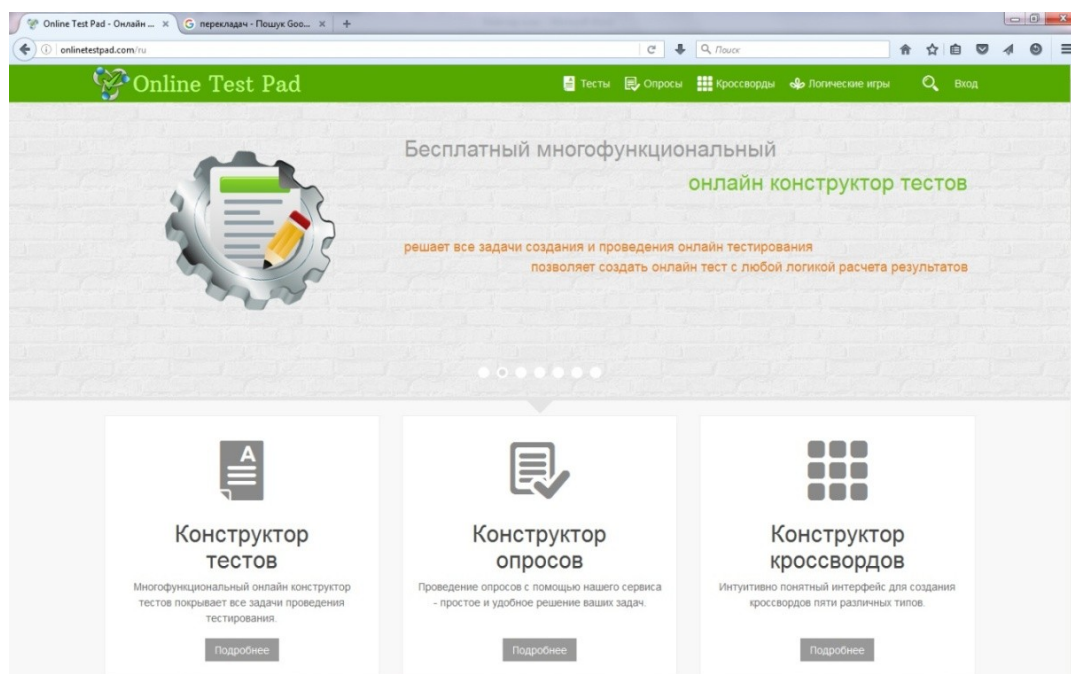 Online Test Pad - Онлайн ...
перекладач - Пошук Goo...
onlinetestpad.com/ru
Поиск
Online Test Pad
Тесты
Опросы
Кроссворды
Логические игры
Вход
Бесплатный многофункциональный
онлайн конструктор тестов
решает все задачи создания и проведения онлайн тестирования
позволяет создать онлайн тест с любой логикой расчета результатов
A
Конструктор
тестов
Многофункциональный онлайн конструктор
тестов покрывает все задачи проведения
тестирования.
Подробнее
Конструктор
опросов
Проведение опросов с помощью нашего сервиса
- простое и удобное решение ваших задач.
Подробнее
Конструктор
кроссвордов
Интуитивно понятный интерфейс для создания
кроссвордов пяти различных типов.
Подробнее